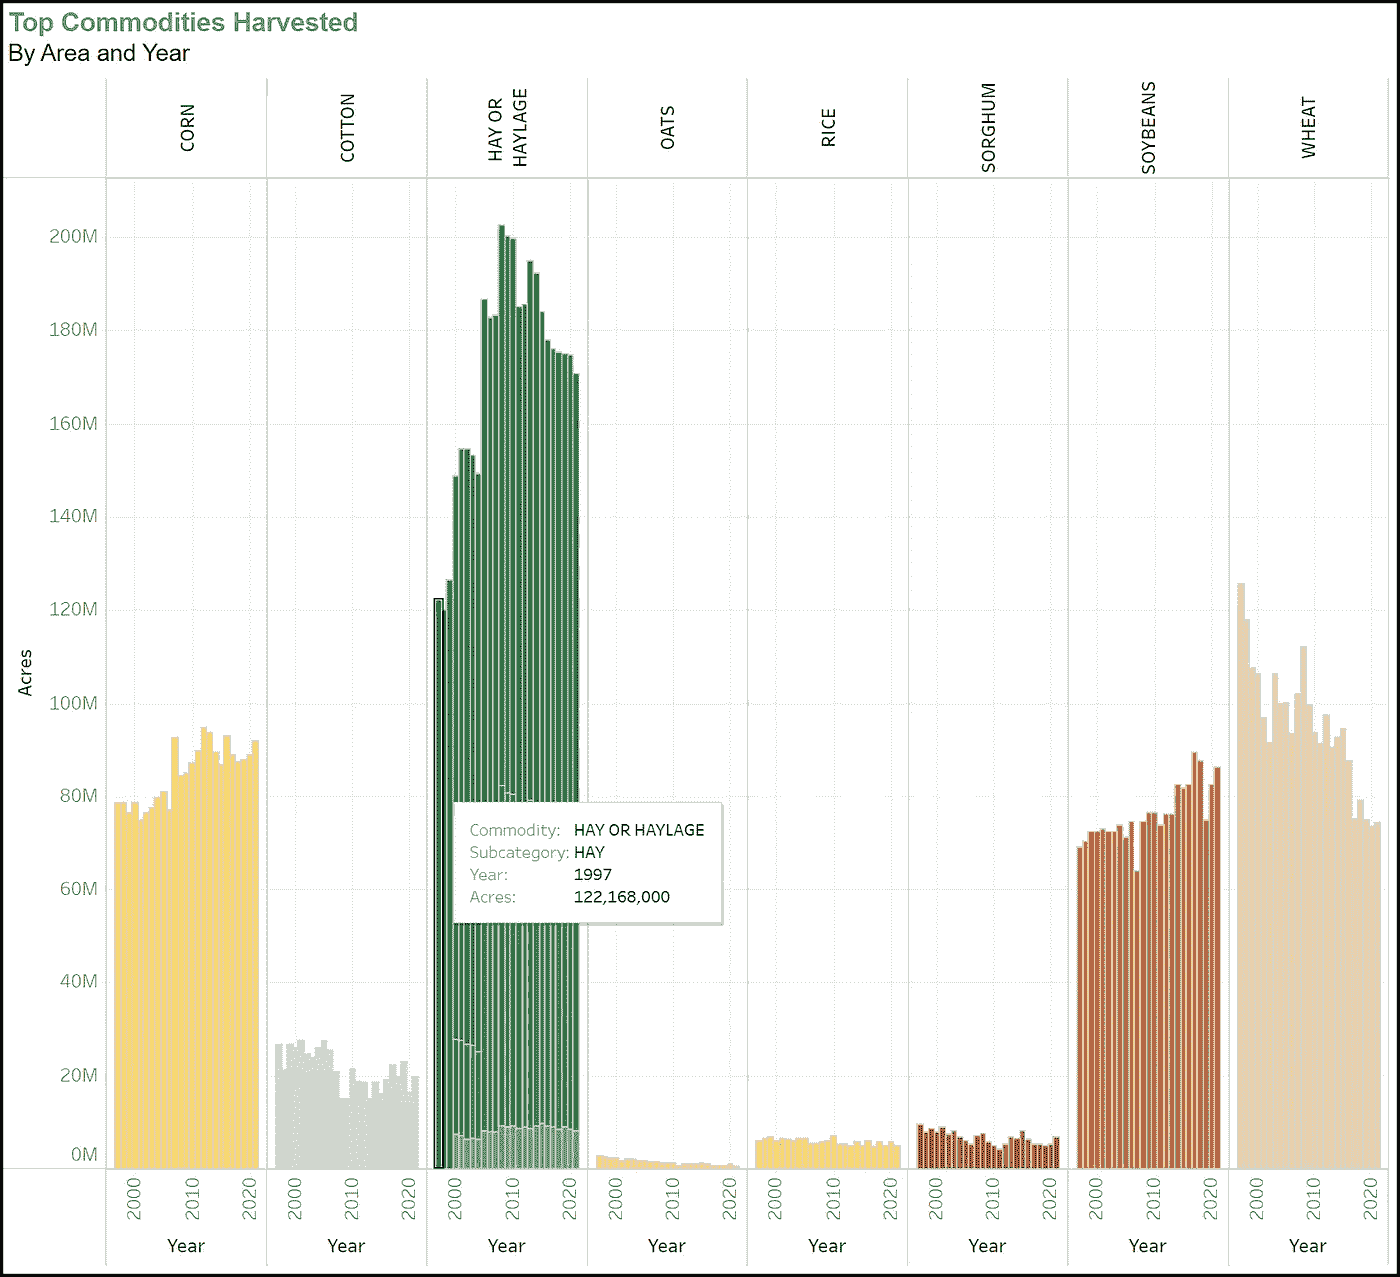 Top Commodities Harvested
By Area and Year
CORN
COTTON
HAY OR
HAYLAGE
OATS
RICE
SORGHUM
SOYBEANS
WHEAT
200M
180M
160M
140M
120M
100M
80M
60M
40M
20M
0M
Acres
Commodity: HAY OR HAYLAGE
Subcategory: HAY
Year: 1997
Acres: 122,168,000
2000 2010 2020 2000 2010 2020 2000 2010 2020 2000 2010 2020 2000 2010 2020 2000 2010 2020 2000 2010 2020 2000 2010 2020
Year Year Year Year Year Year Year Year